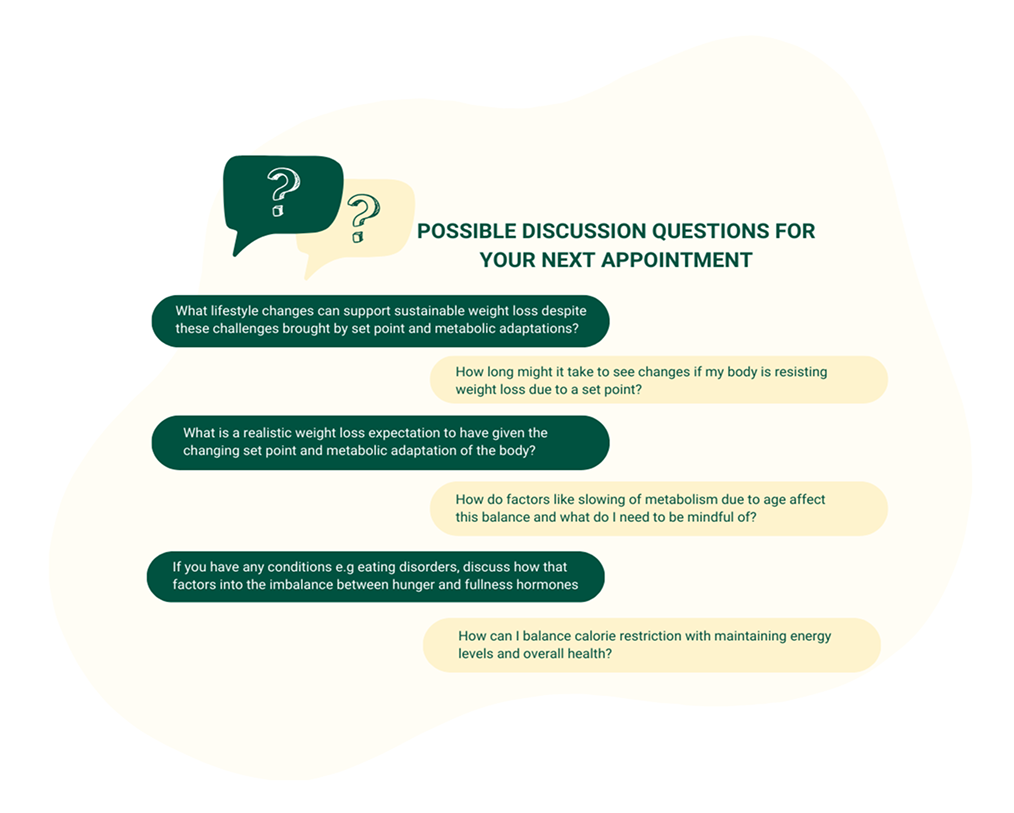 ?
?
POSSIBLE DISCUSSION QUESTIONS FOR
YOUR NEXT APPOINTMENT
What lifestyle changes can support sustainable weight loss despite
these challenges brought by set point and metabolic adaptations?
How long might it take to see changes if my body is resisting
weight loss due to a set point?
What is a realistic weight loss expectation to have given the
changing set point and metabolic adaptation of the body?
How do factors like slowing of metabolism due to age affect
this balance and what do I need to be mindful of?
If you have any conditions e.g eating disorders, discuss how that
factors into the imbalance between hunger and fullness hormones
How can I balance calorie restriction with maintaining energy
levels and overall health?